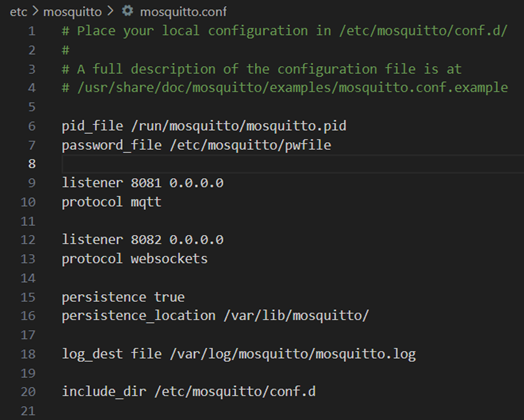 etc > mosquitto > mosquitto.conf
1 # Place your local configuration in /etc/mosquitto/conf.d/
2 #
3 # A full description of the configuration file is at
4 # /usr/share/doc/mosquitto/examples/mosquitto.conf.example
5
6 pid_file /run/mosquitto/mosquitto.pid
7 password_file /etc/mosquitto/pwfile
8
9 listener 8081 0.0.0.0
10 protocol mqtt
11
12 listener 8082 0.0.0.0
13 protocol websockets
14
15 persistence true
16 persistence_location /var/lib/mosquitto/
17
18 log_dest file /var/log/mosquitto/mosquitto.log
19
20 include_dir /etc/mosquitto/conf.d
21